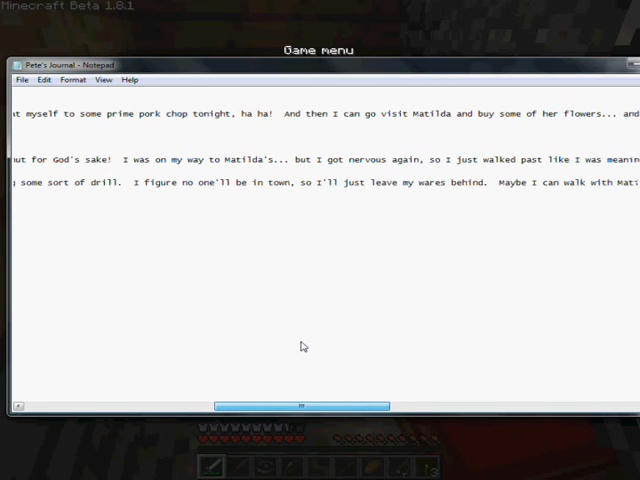 Minecraft Beta 1.8.1
Game menu
Pete's Journal - Notepad
File Edit Format View Help
at myself to some prime pork chop tonight, ha ha! And then I can go visit Matilda and buy some of her flowers... and
out for God's sake! I was on my way to Matilda's... but I got nervous again, so I just walked past like I was meanin
g some sort of drill. I figure no one'll be in town, so I'll just leave my wares behind. Maybe I can walk with Mati
3